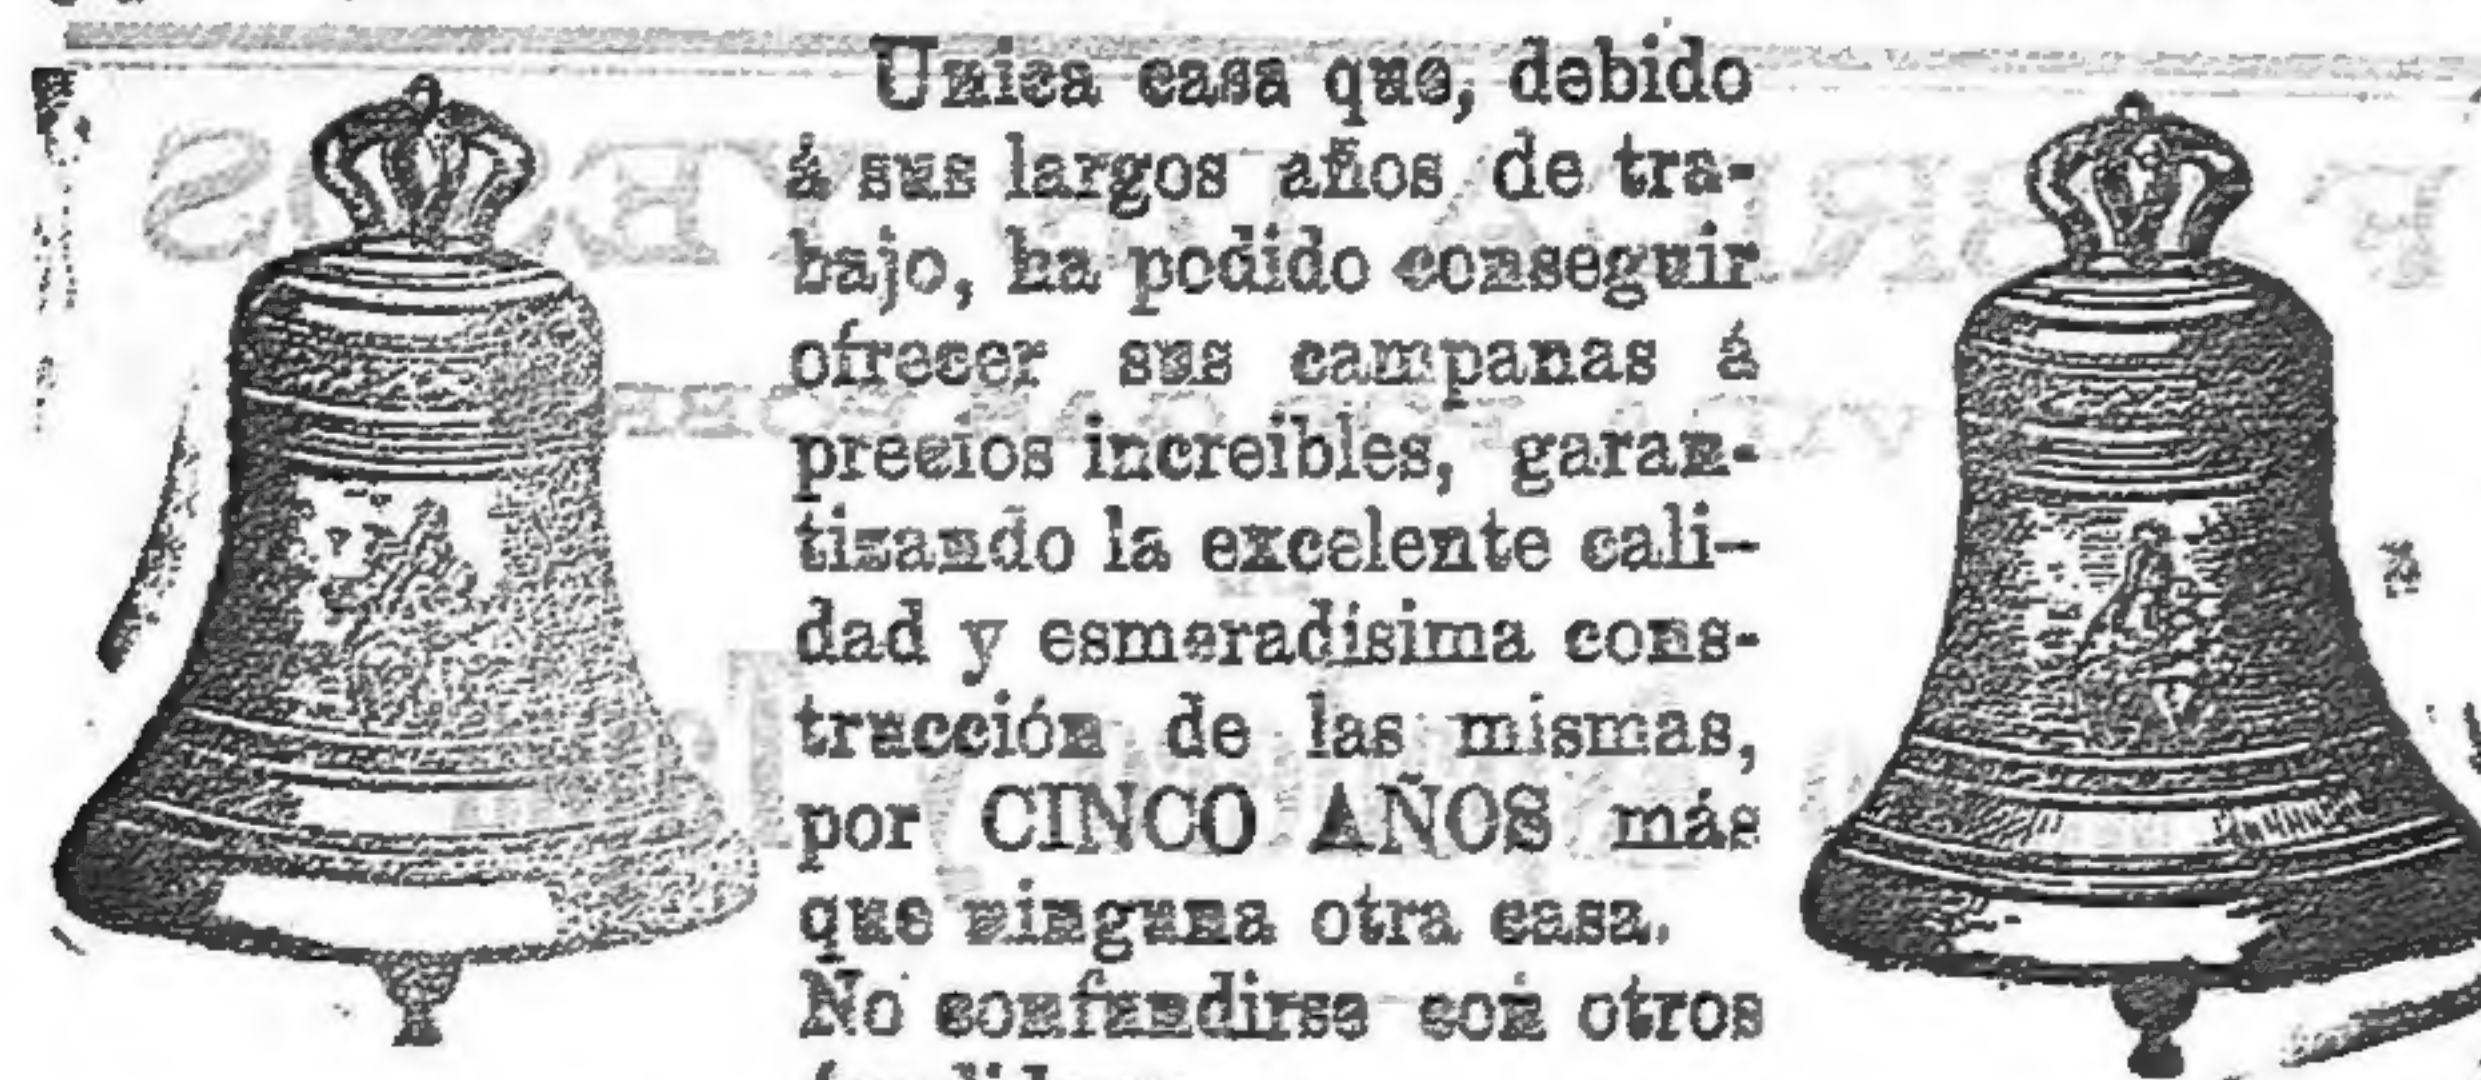 Unica casa que, debido
á sus largos años de tra-
bajo, ha podido conseguir
ofrecer sus campanas á
precios increibles, garan-
tizando la excelente cali-
dad y esmeradísima cons-
trucción de las mismas,
por CINCO AÑOS más
que ninguna otra casa.
No confundirse con otros